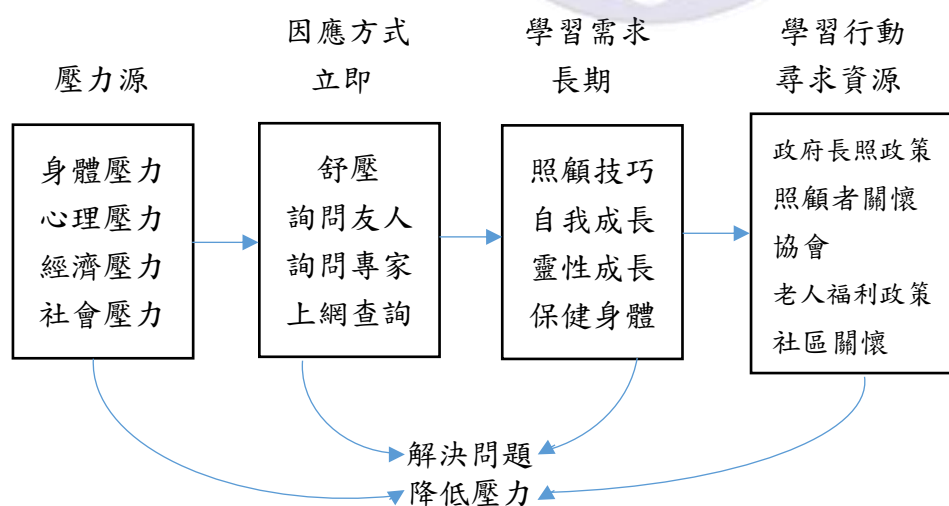 壓力源
因應方式
立即
學習需求
長期
學習行動
尋求資源
身體壓力
心理壓力
經濟壓力
社會壓力
舒壓
詢問友人
詢問專家
上網查詢
照顧技巧
自我成長
靈性成長
保健身體
政府長照政策
照顧者關懷
協會
老人福利政策
社區關懷
解決問題
降低壓力